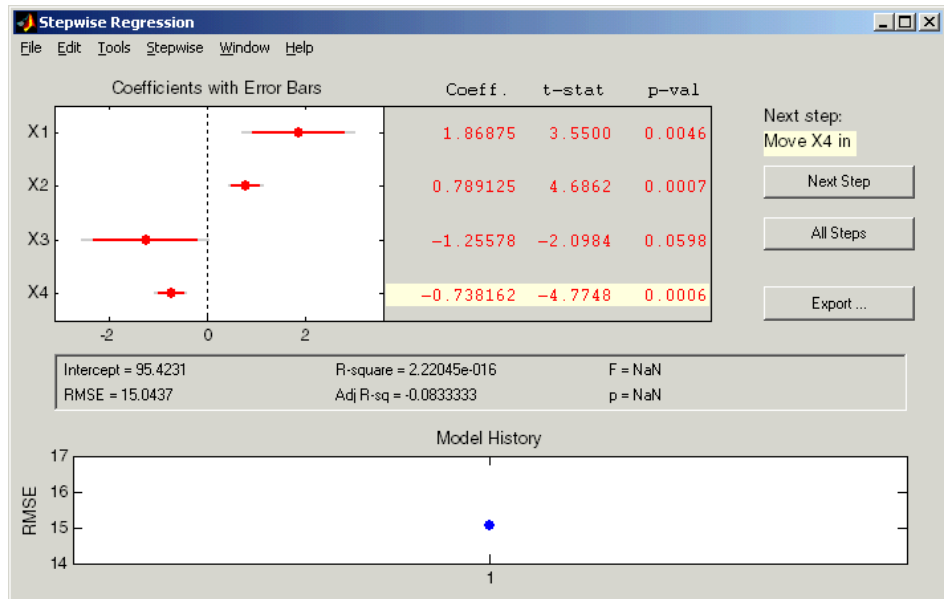 Stepwise Regression
File Edit Tools Stepwise Window Help
Coefficients with Error Bars
Coeff. t-stat p-val
X1 1.86875 3.5500 0.0046
X2 0.789125 4.6862 0.0007
X3 -1.25578 -2.0984 0.0598
X4 -0.738162 -4.7748 0.0006
-2 0 2
Next step:
Move X4 in
Next Step
All Steps
Export ...
Intercept = 95.4231 R-square = 2.22045e-016 F = NaN
RMSE = 15.0437 Adj R-sq = -0.0833333 p = NaN
Model History
RMSE
17
16
15
14
1